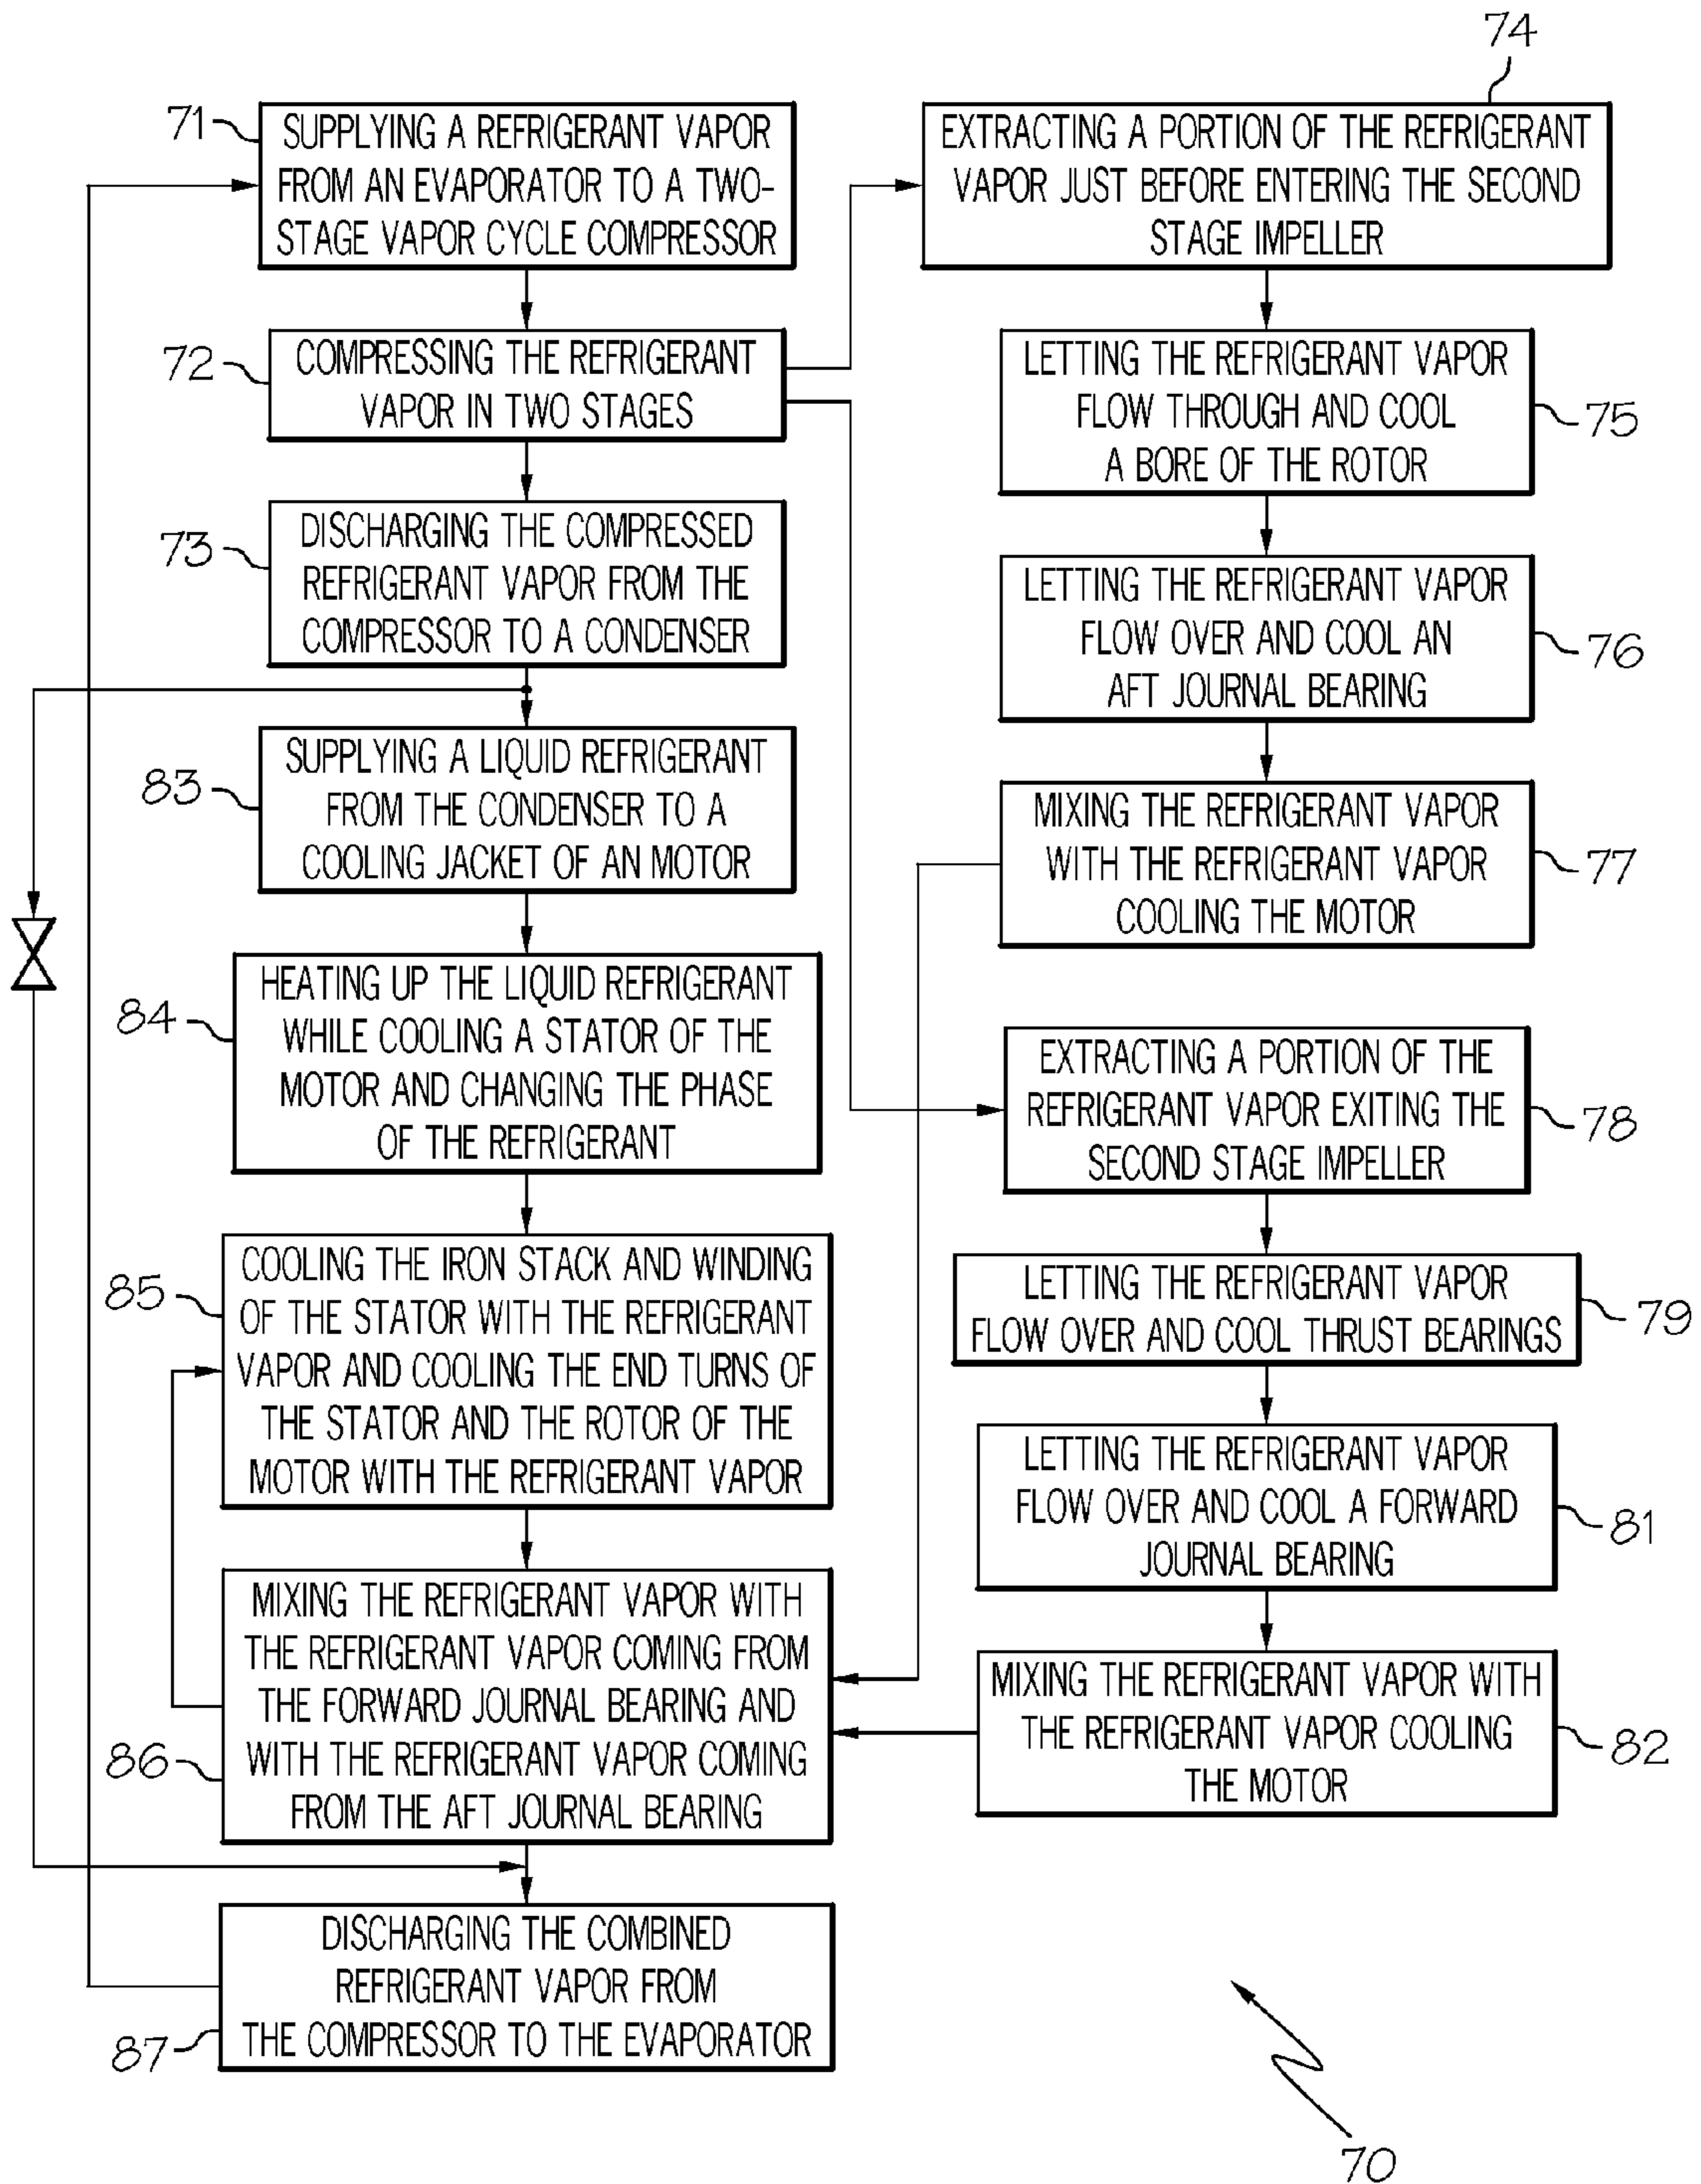 71
SUPPLYING A REFRIGERANT VAPOR
FROM AN EVAPORATOR TO A TWO-
STAGE VAPOR CYCLE COMPRESSOR
72
COMPRESSING THE REFRIGERANT
VAPOR IN TWO STAGES
73
DISCHARGING THE COMPRESSED
REFRIGERANT VAPOR FROM THE
COMPRESSOR TO A CONDENSER
83
SUPPLYING A LIQUID REFRIGERANT
FROM THE CONDENSER TO A
COOLING JACKET OF AN MOTOR
84
HEATING UP THE LIQUID REFRIGERANT
WHILE COOLING A STATOR OF THE
MOTOR AND CHANGING THE PHASE
OF THE REFRIGERANT
85
COOLING THE IRON STACK AND WINDING
OF THE STATOR WITH THE REFRIGERANT
VAPOR AND COOLING THE END TURNS OF
THE STATOR AND THE ROTOR OF THE
MOTOR WITH THE REFRIGERANT VAPOR
86
MIXING THE REFRIGERANT VAPOR WITH
THE REFRIGERANT VAPOR COMING FROM
THE FORWARD JOURNAL BEARING AND
WITH THE REFRIGERANT VAPOR COMING
FROM THE AFT JOURNAL BEARING
87
DISCHARGING THE COMBINED
REFRIGERANT VAPOR FROM
THE COMPRESSOR TO THE EVAPORATOR
74
EXTRACTING A PORTION OF THE REFRIGERANT
VAPOR JUST BEFORE ENTERING THE SECOND
STAGE IMPELLER
75
LETTING THE REFRIGERANT VAPOR
FLOW THROUGH AND COOL
A BORE OF THE ROTOR
76
LETTING THE REFRIGERANT VAPOR
FLOW OVER AND COOL AN
AFT JOURNAL BEARING
77
MIXING THE REFRIGERANT VAPOR
WITH THE REFRIGERANT VAPOR
COOLING THE MOTOR
78
EXTRACTING A PORTION OF THE
REFRIGERANT VAPOR EXITING THE
SECOND STAGE IMPELLER
79
LETTING THE REFRIGERANT VAPOR
FLOW OVER AND COOL THRUST BEARINGS
81
LETTING THE REFRIGERANT VAPOR
FLOW OVER AND COOL A FORWARD
JOURNAL BEARING
82
MIXING THE REFRIGERANT VAPOR WITH
THE REFRIGERANT VAPOR COOLING
THE MOTOR
70